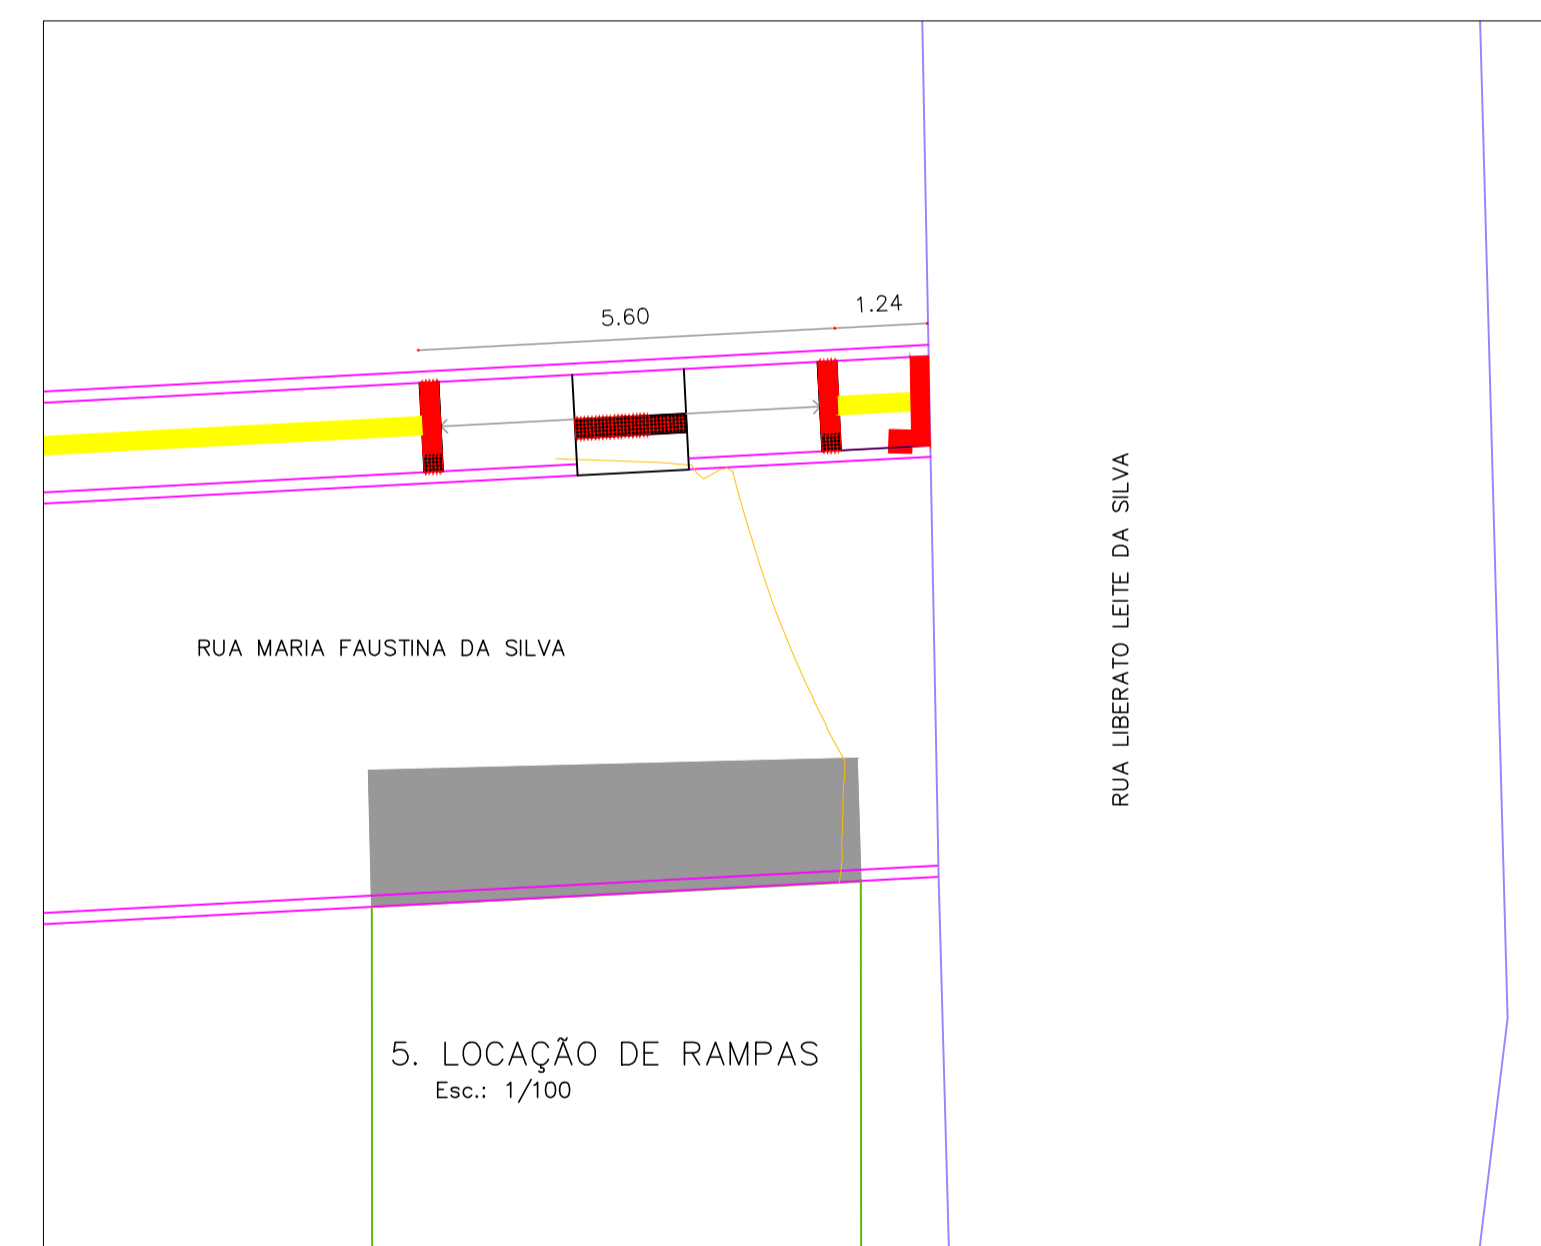 1.24
5.60
RUA MARIA FAUSTINA DA SILVA
RUA LIBERATO LEITE DA SILVA
5. LOCAÇÃO DE RAMPAS
Esc.: 1/100